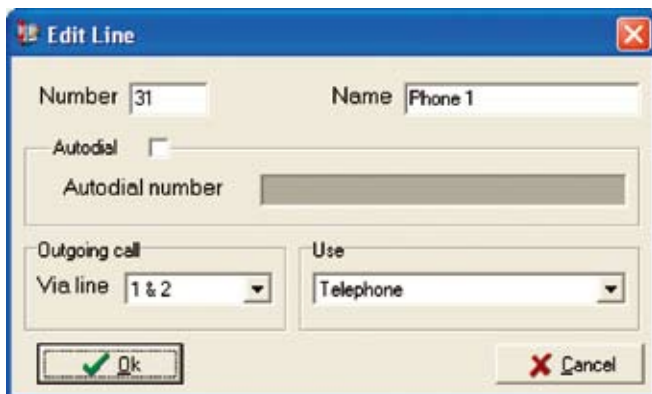 Edit Line
Number 31 Name Phone 1
Autodial
Autodial number
Outgoing call Use
Via line 1 & 2 Telephone
Ok Cancel